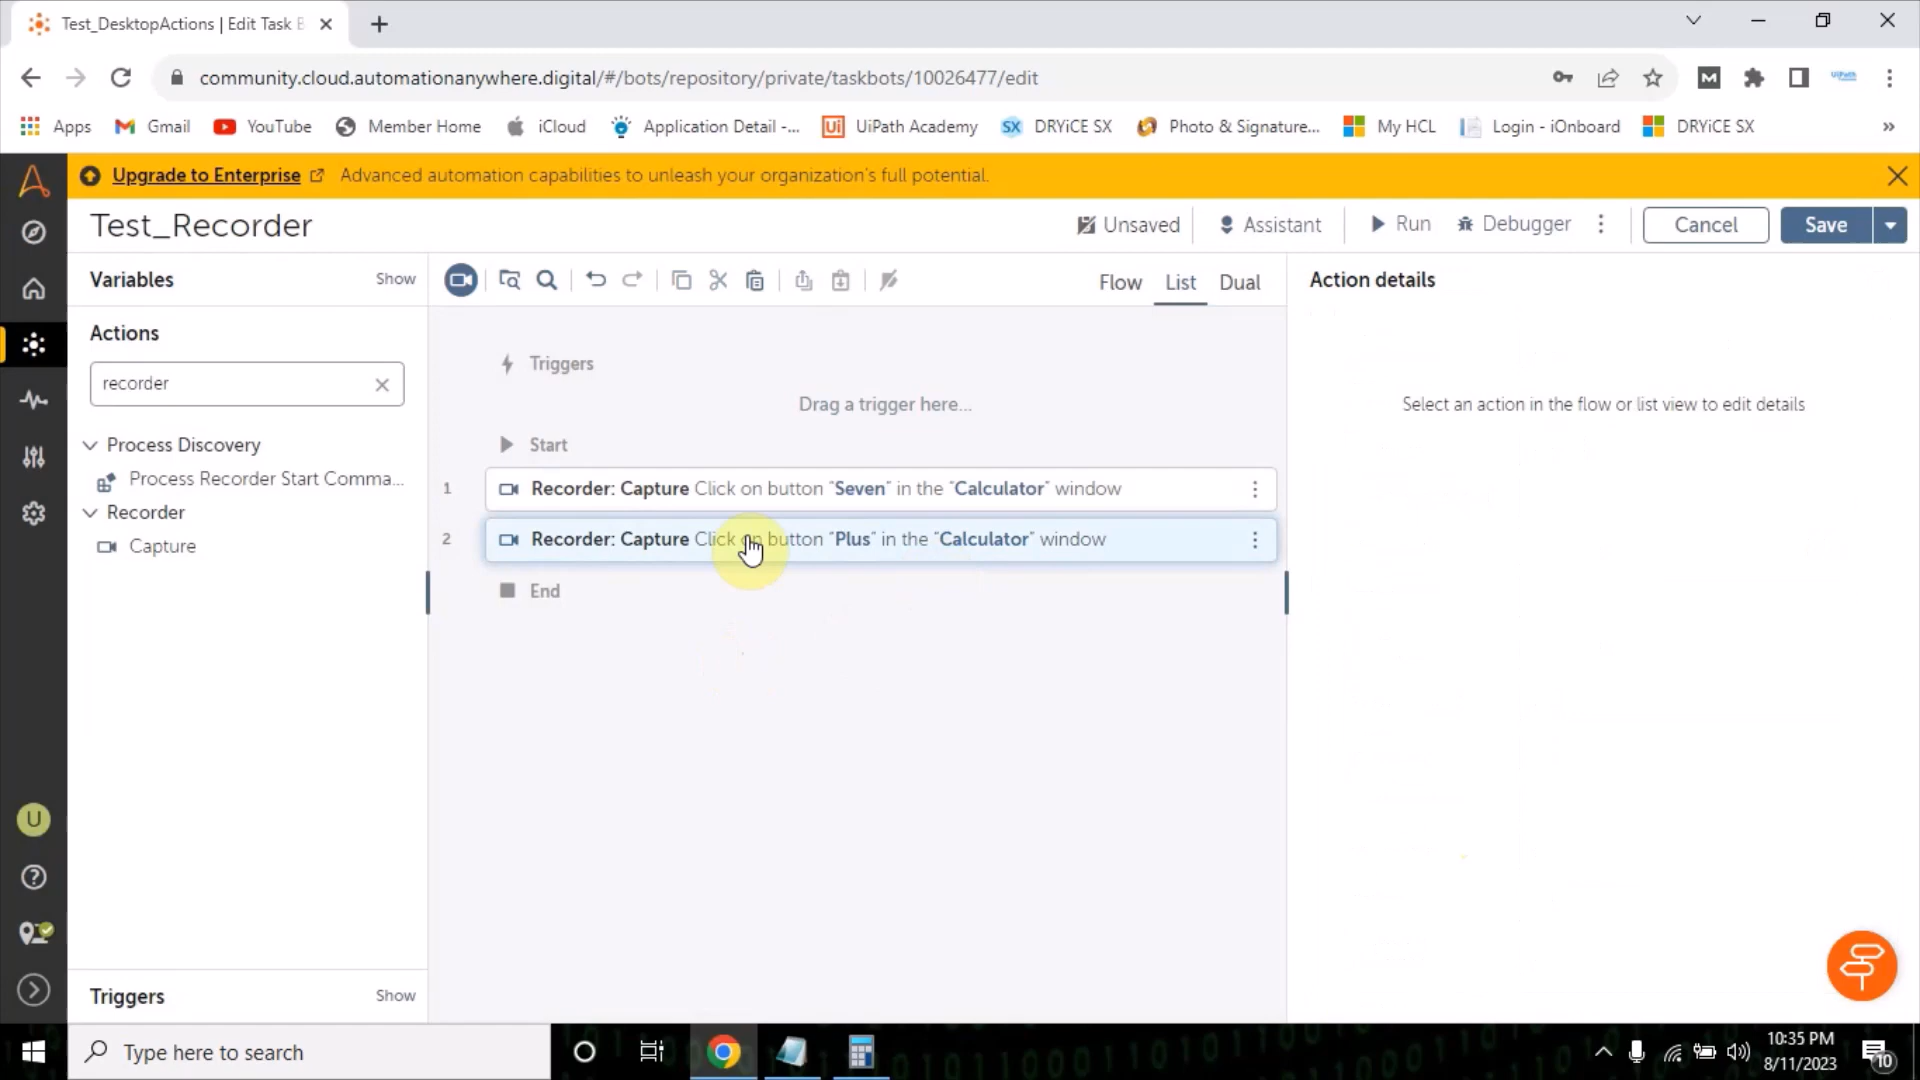 Test_DesktopActions | Edit Task B
community.cloud.automationanywhere.digital/#/bots/repository/private/taskbots/10026477/edit
Apps
Gmail
YouTube
Member Home
iCloud
Application Detail -...
UiPath Academy
DRYiCE SX
Photo & Signature...
My HCL
Login - iOnboard
DRYiCE SX
»
Upgrade to Enterprise
Advanced automation capabilities to unleash your organization's full potential.
Test_Recorder
Unsaved
Assistant
Run
Debugger
Cancel
Save
Variables
Show
Flow
List
Dual
Action details
Actions
recorder
Process Discovery
Process Recorder Start Comma...
Recorder
Capture
Triggers
Drag a trigger here...
Start
1
Recorder: Capture Click on button "Seven" in the "Calculator" window
2
Recorder: Capture Click on button "Plus" in the "Calculator" window
End
Select an action in the flow or list view to edit details
U
Triggers
Show
Type here to search
10:35 PM
8/11/2023
10